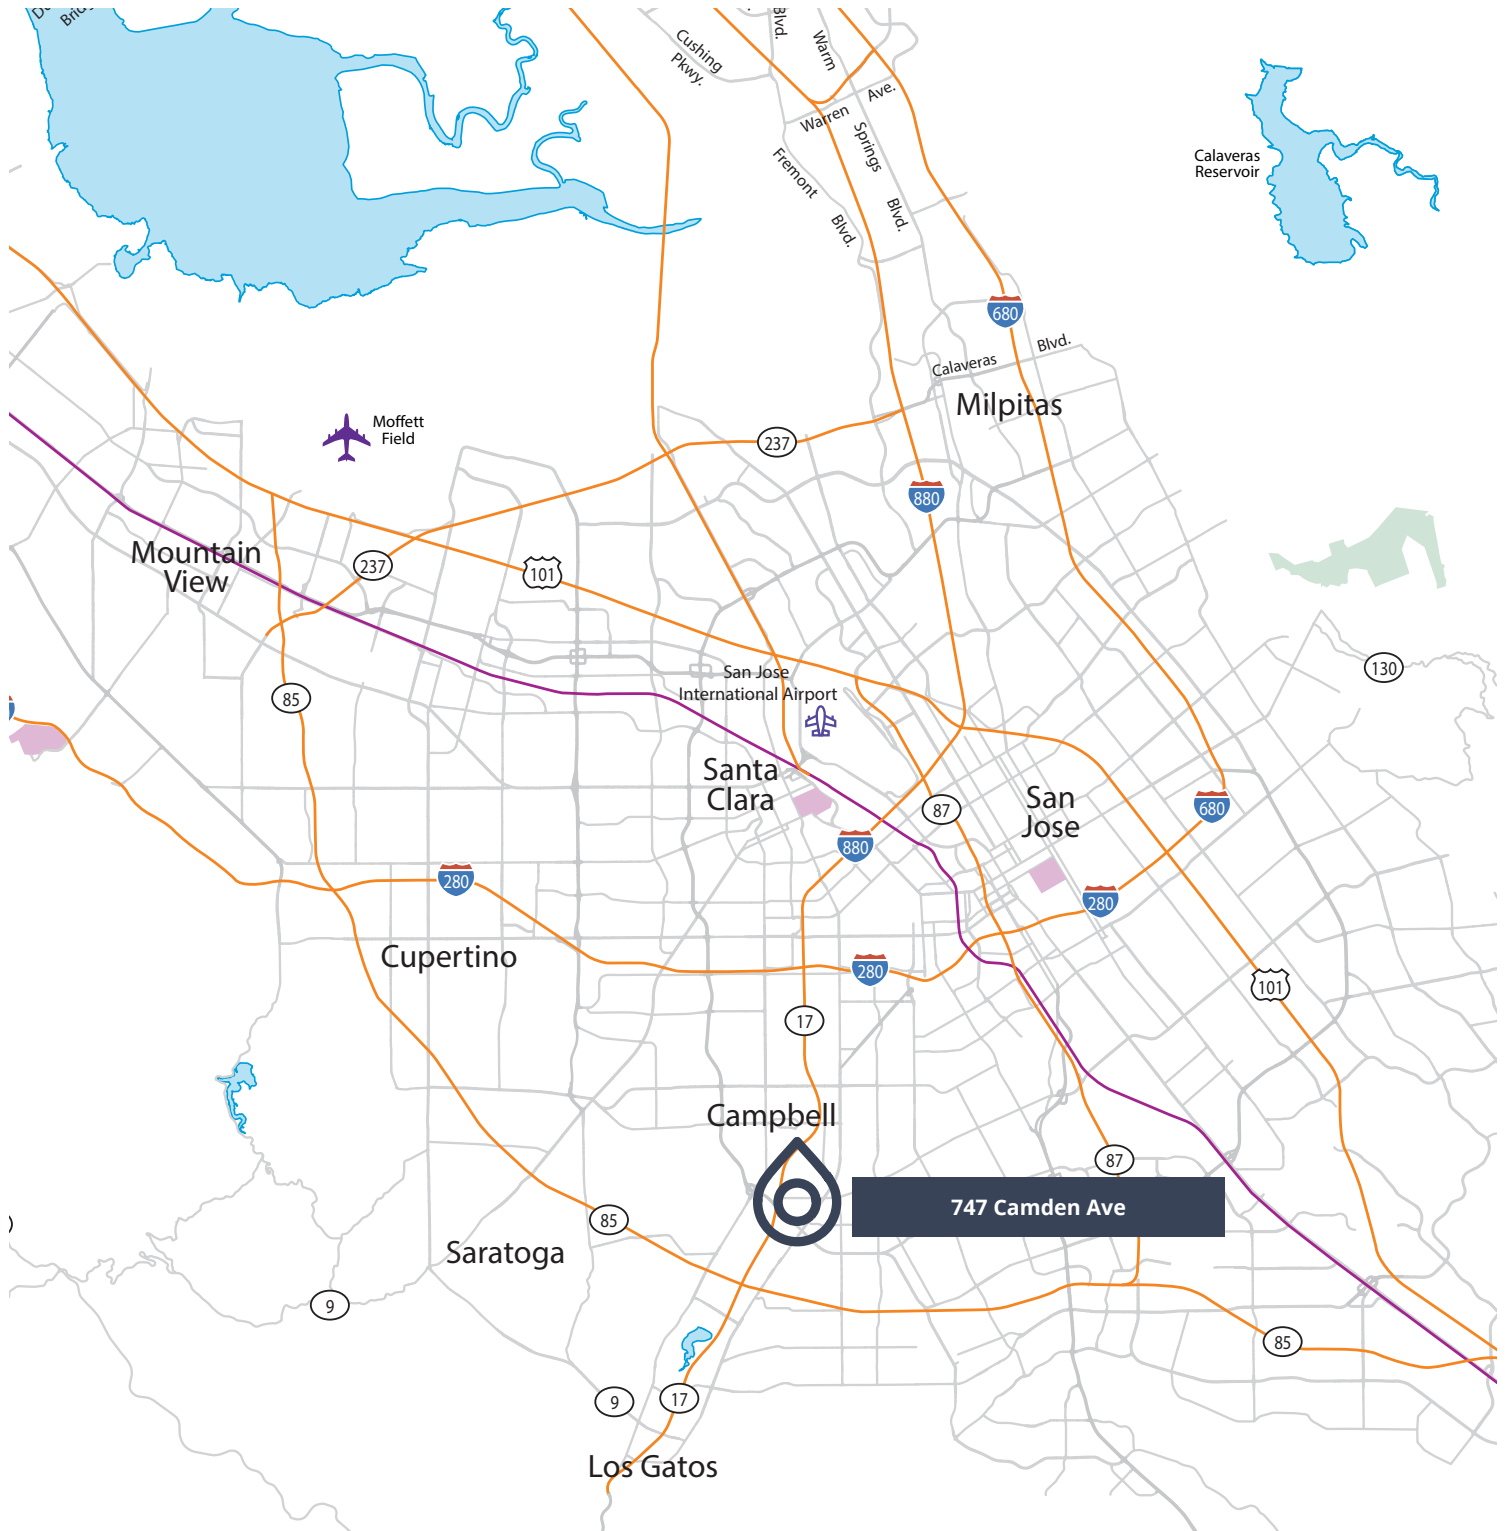 Cushing
Pkwy.
Blvd.
Warm
Springs
Blvd.
Warren
Ave.
Fremont
Blvd.
Calaveras
Reservoir
680
Calaveras
Blvd.
Milpitas
Moffett
Field
237
880
Mountain
View
237
101
130
85
San Jose
International Airport
Santa
Clara
87
San
Jose
680
880
280
280
Cupertino
280
101
17
Campbell
87
747 Camden Ave
85
Saratoga
9
85
9
17
Los Gatos